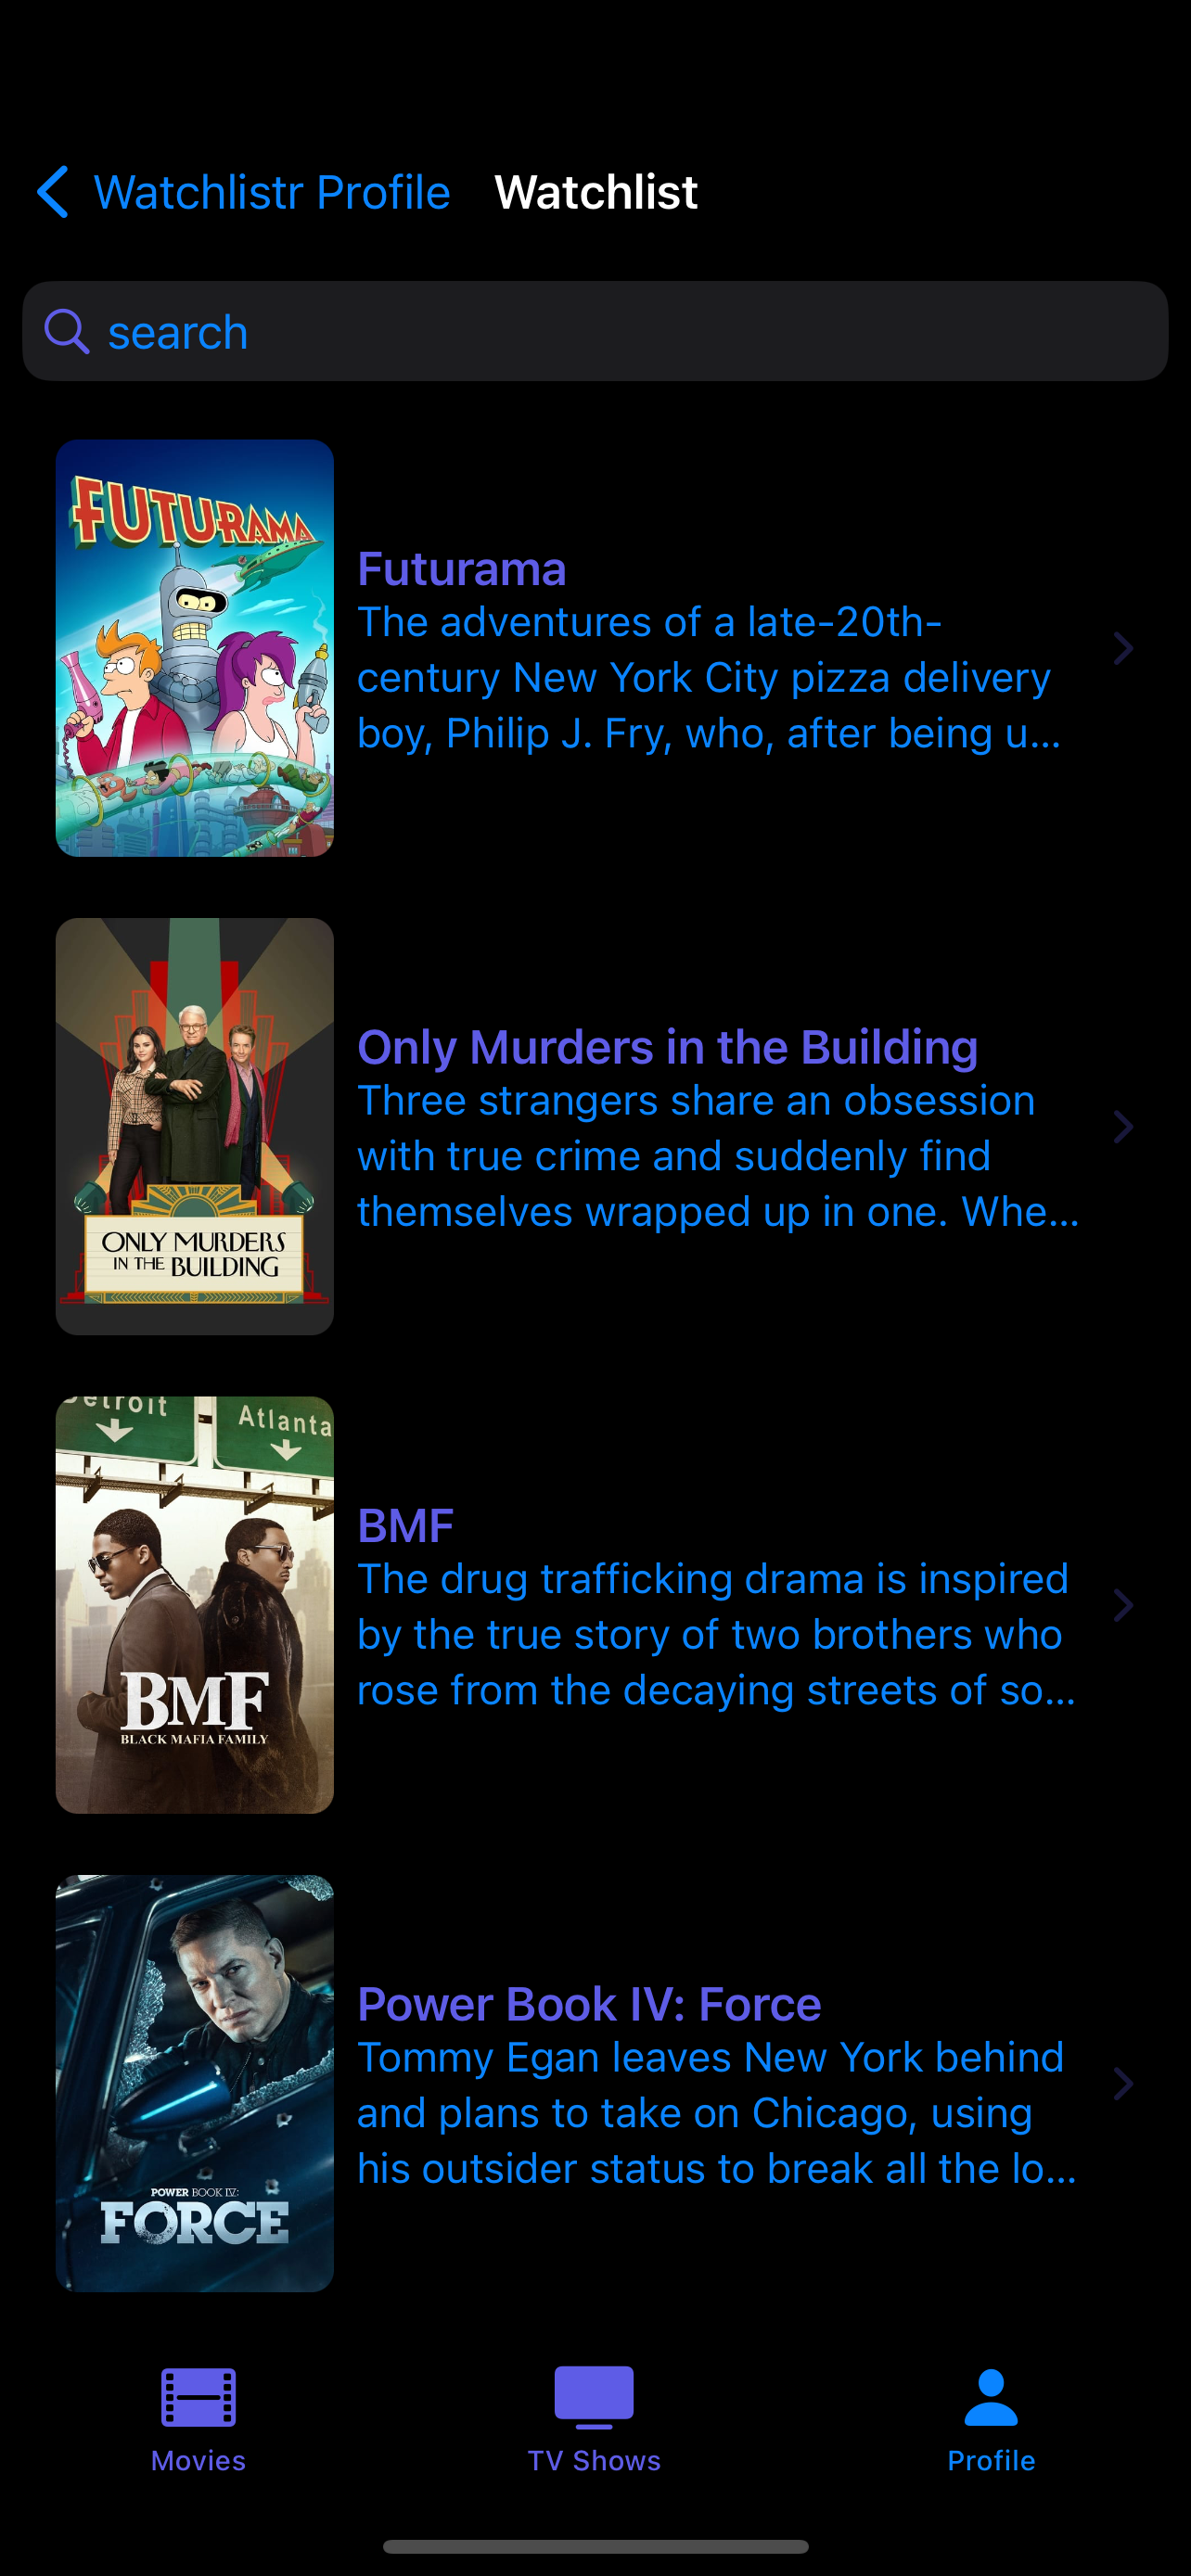 Watchlistr Profile
Watchlist
search
FUTURAMA
Futurama
The adventures of a late-20th-
century New York City pizza delivery
boy, Philip J. Fry, who, after being u...
Only Murders in the Building
Three strangers share an obsession
with true crime and suddenly find
themselves wrapped up in one. Whe...
ONLY MURDERS
IN THE BUILDING
Detroit
Atlanta
BMF
The drug trafficking drama is inspired
by the true story of two brothers who
rose from the decaying streets of so...
BMF
BLACK MAFIA FAMILY
Power Book IV: Force
Tommy Egan leaves New York behind
and plans to take on Chicago, using
his outsider status to break all the lo...
POWER BOOK IV:
FORCE
Movies
TV Shows
Profile